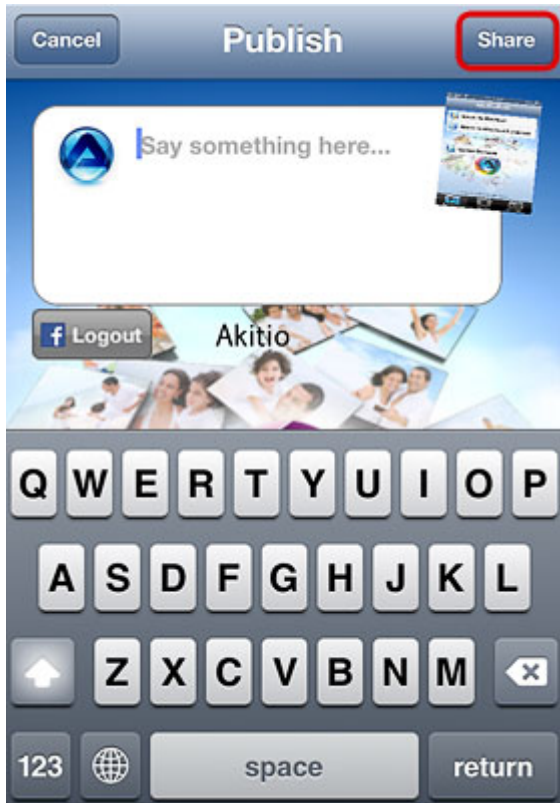 Cancel Publish Share
Say something here...
f Logout Akitio
Q W E R T Y U I O P
A S D F G H J K L
Z X C V B N M
123 space return